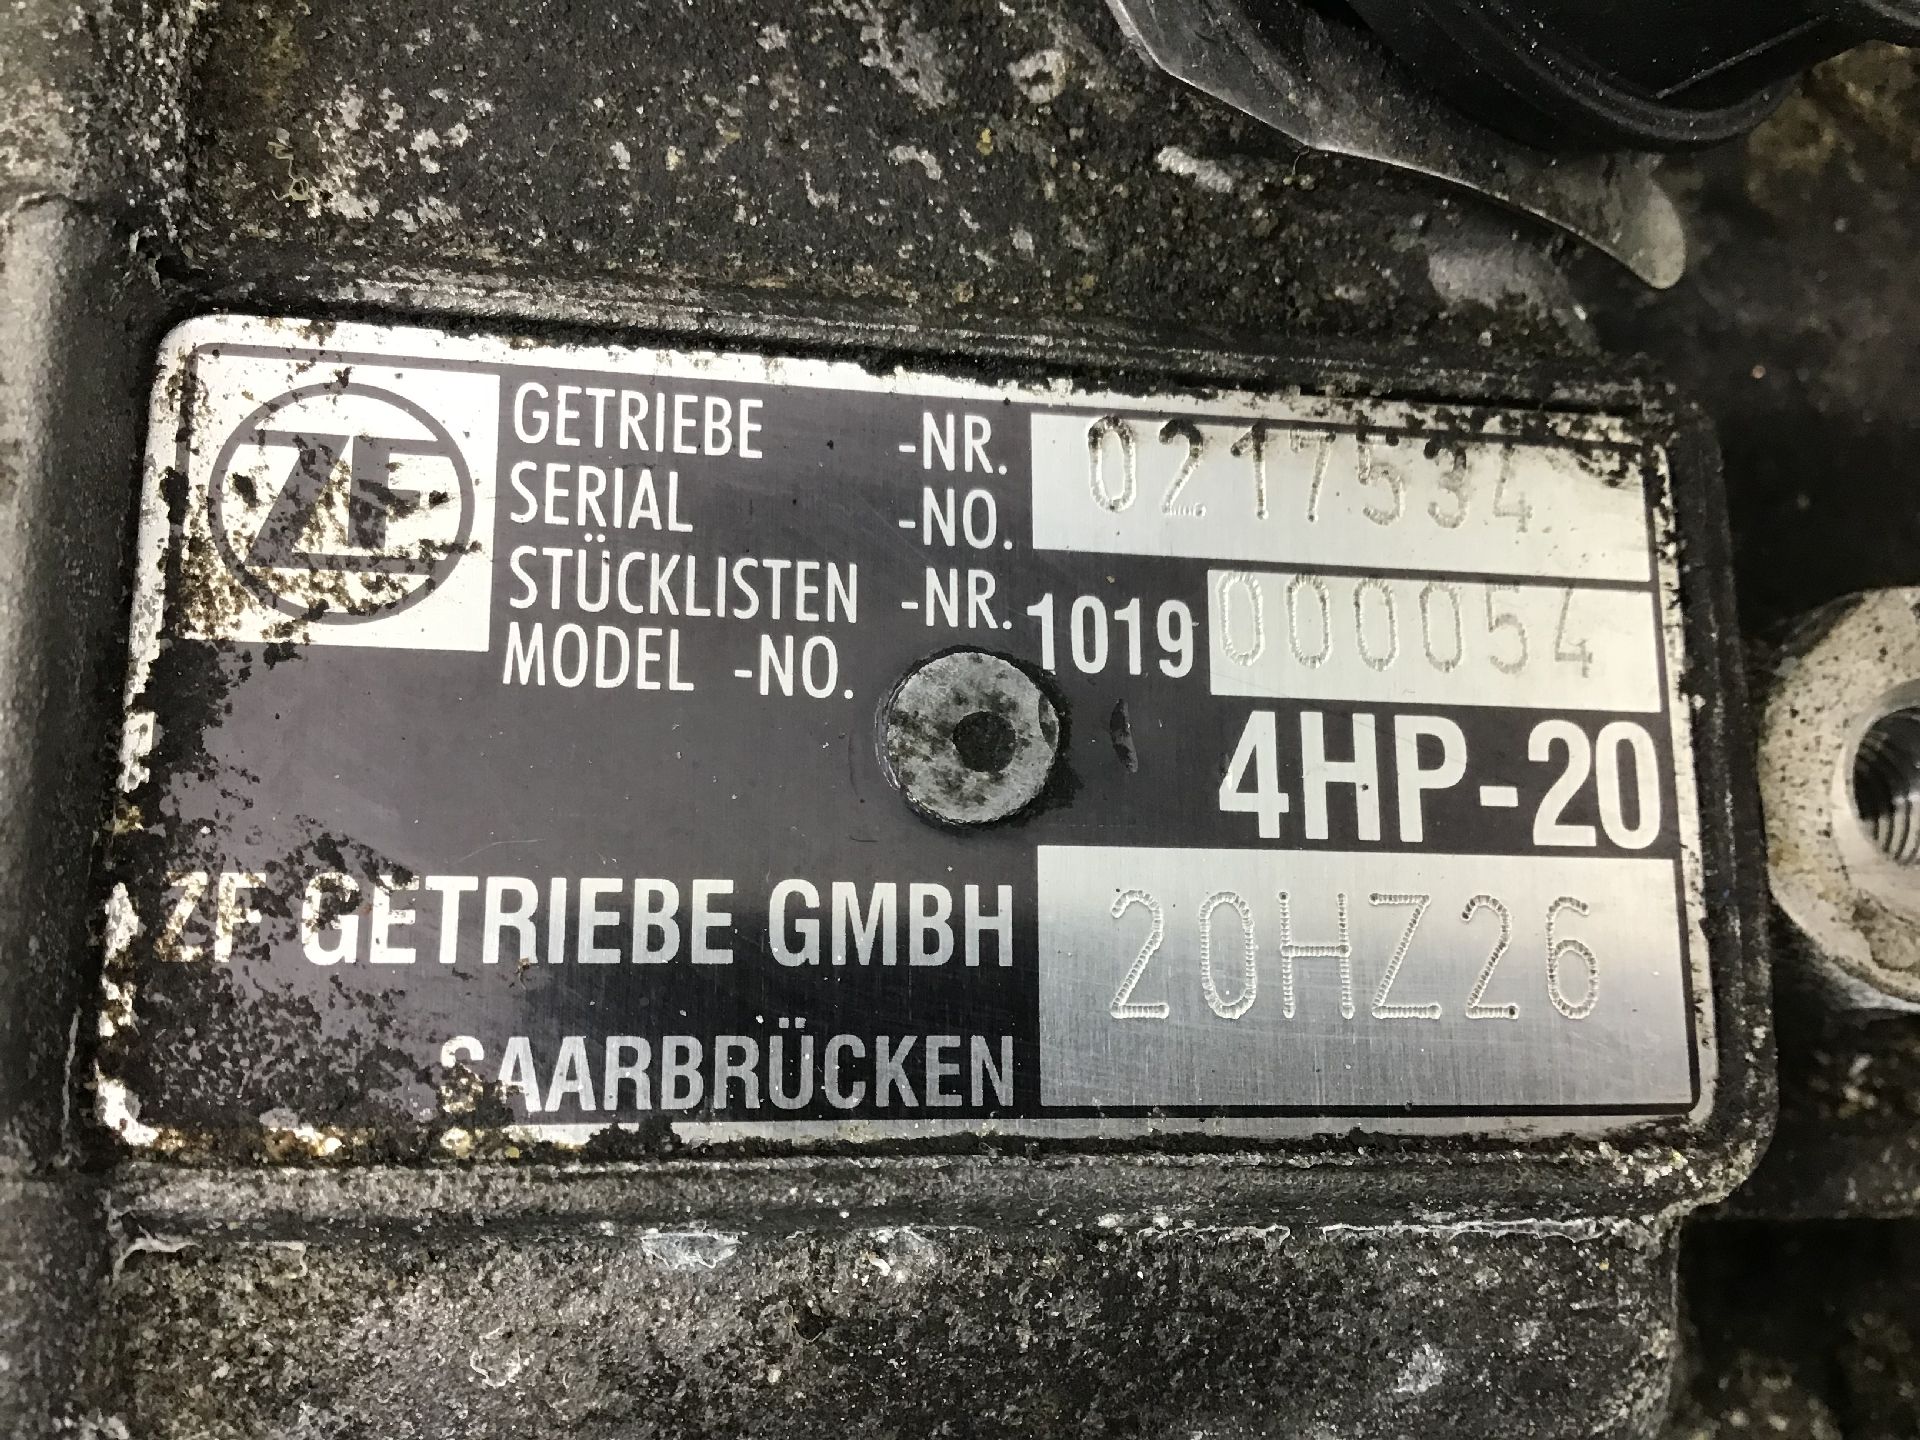 ZF
GETRIEBE -NR. 0217534
SERIAL -NO.
STÜCKLISTEN -NR. 1019 000054
MODEL -NO.
4HP-20
ZF GETRIEBE GMBH 20HZ26
SAARBRÜCKEN